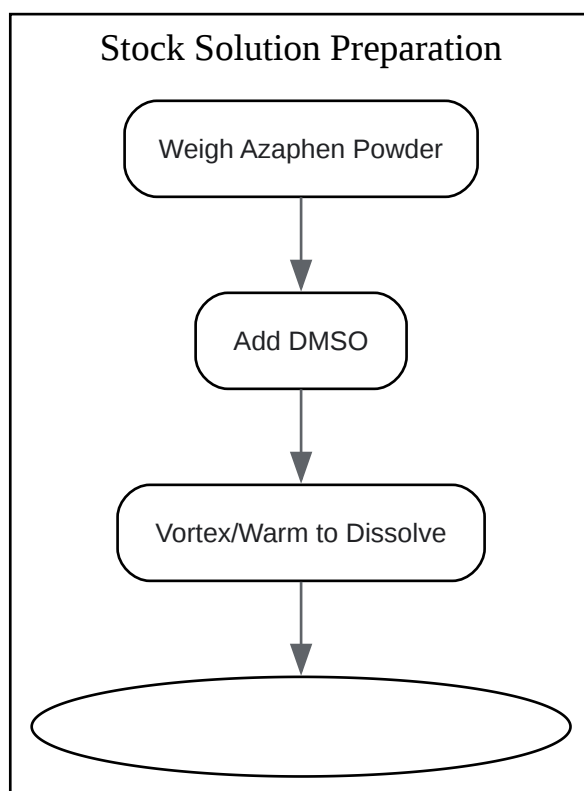 Stock Solution Preparation
Weigh Azaphen Powder
Add DMSO
Vortex/Warm to Dissolve